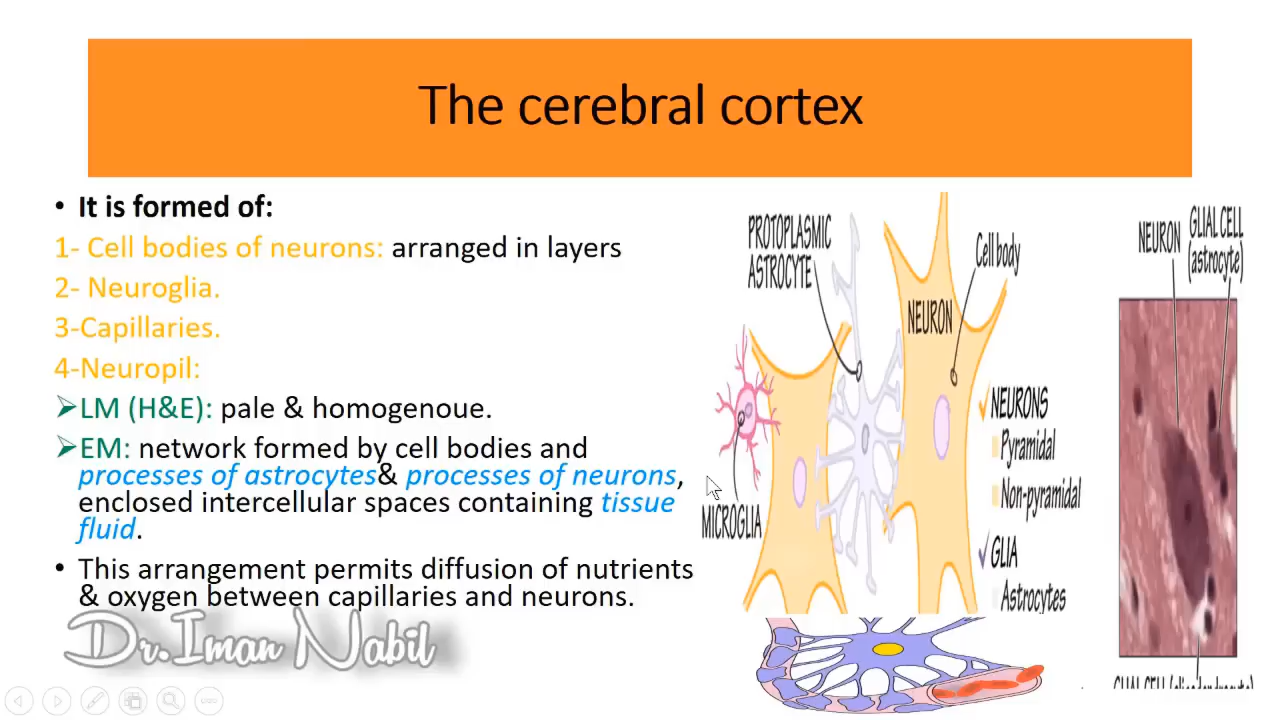 The cerebral cortex
• It is formed of:
1- Cell bodies of neurons: arranged in layers
2- Neuroglia.
3-Capillaries.
4-Neuropil:
➢LM (H&E): pale & homogenoue.
➢EM: network formed by cell bodies and
processes of astrocytes& processes of neurons,
enclosed intercellular spaces containing tissue
fluid.
• This arrangement permits diffusion of nutrients
& oxygen between capillaries and neurons.
Dr.Iman Nabil
PROTOPLASMIC
ASTROCYTE
Cell body
NEURON
MICROGLIA
✓NEURONS
Pyramidal
Non-pyramidal
✓GLIA
Astrocytes
NEURON
GLIAL CELL
(astrocyte)
GLIAL CELL (oligodendrocyte)